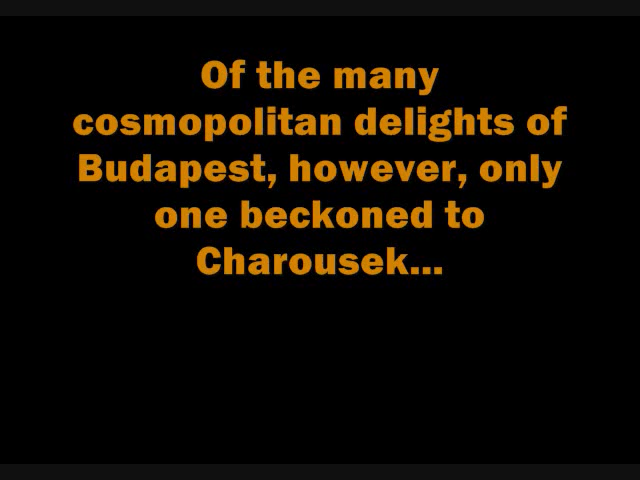 Of the many
cosmopolitan delights of
Budapest, however, only
one beckoned to
Charousek...